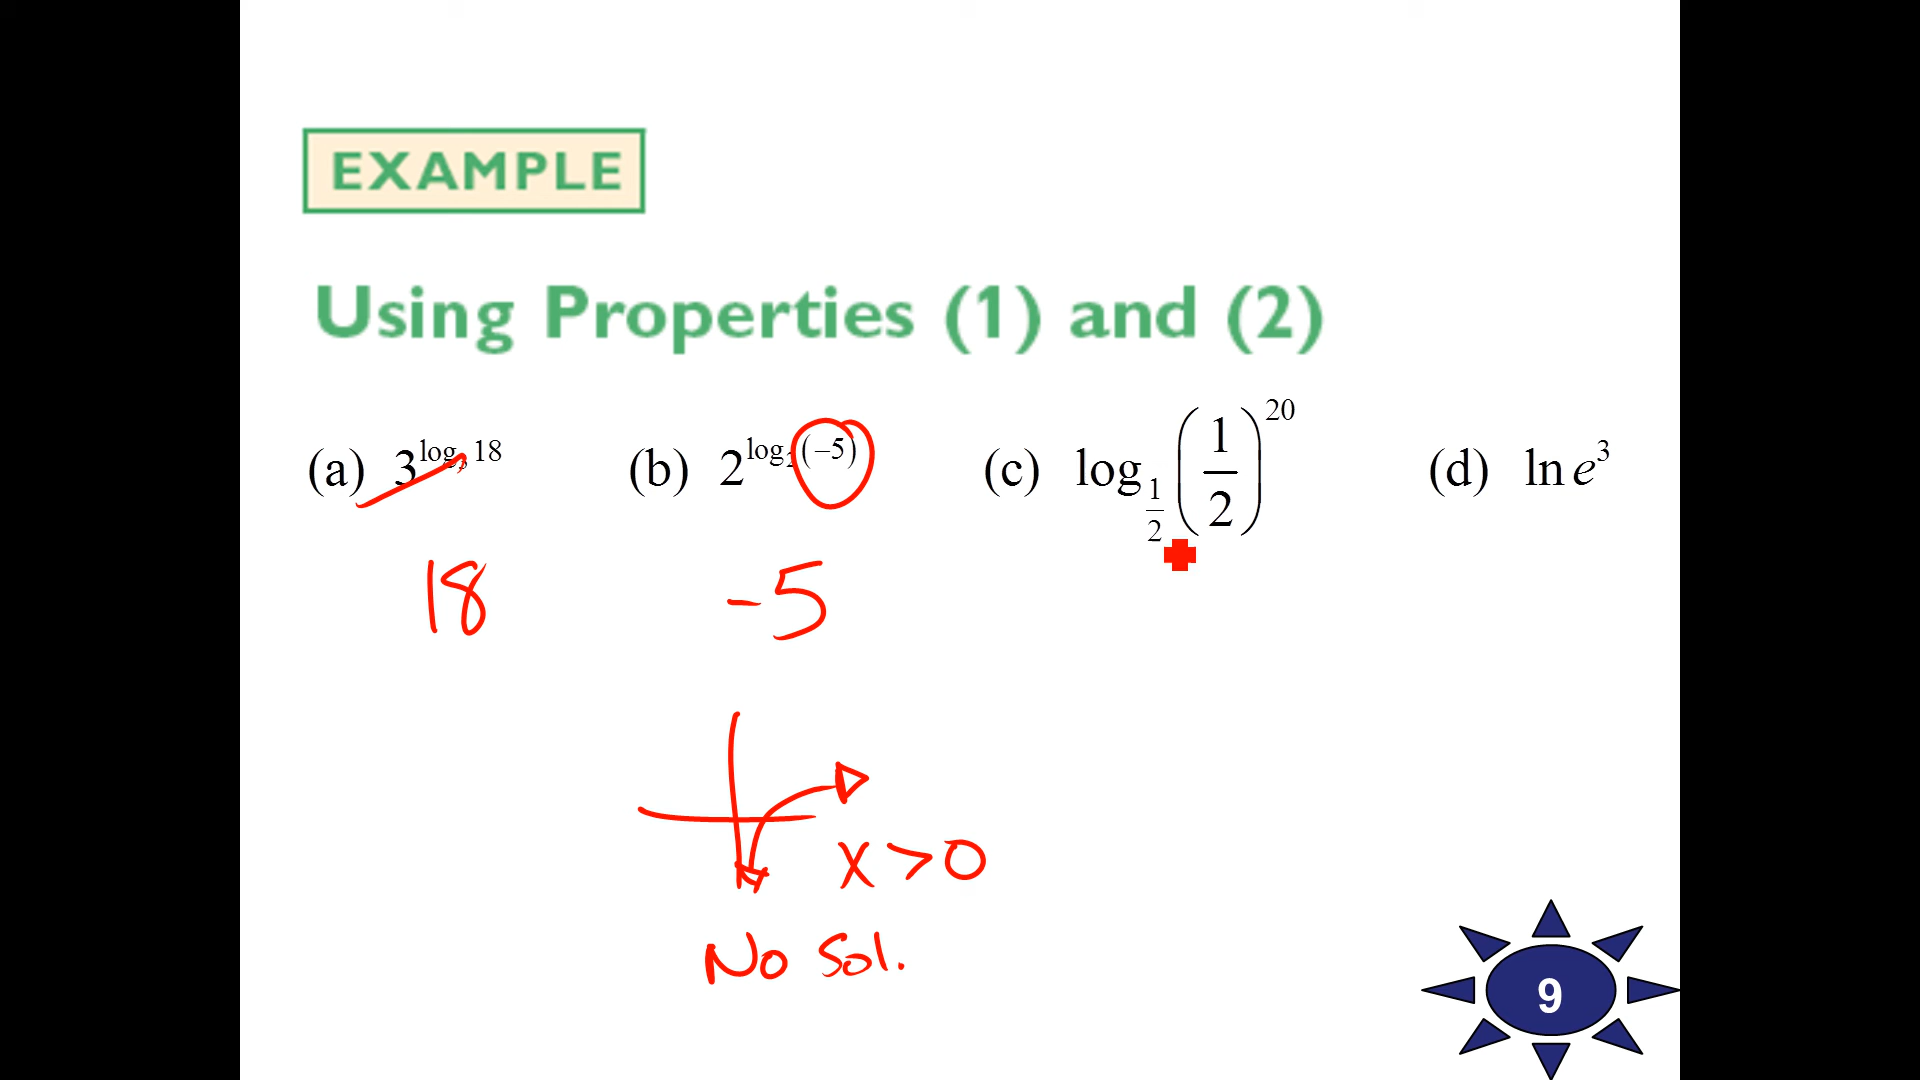 EXAMPLE
Using Properties (1) and (2)
(a) 3^{log_3 18} (b) 2^{log_2 (−5)} (c) log_{1/2} (1/2)^{20} (d) ln e^3
18 -5
x > 0
No Sol.
9